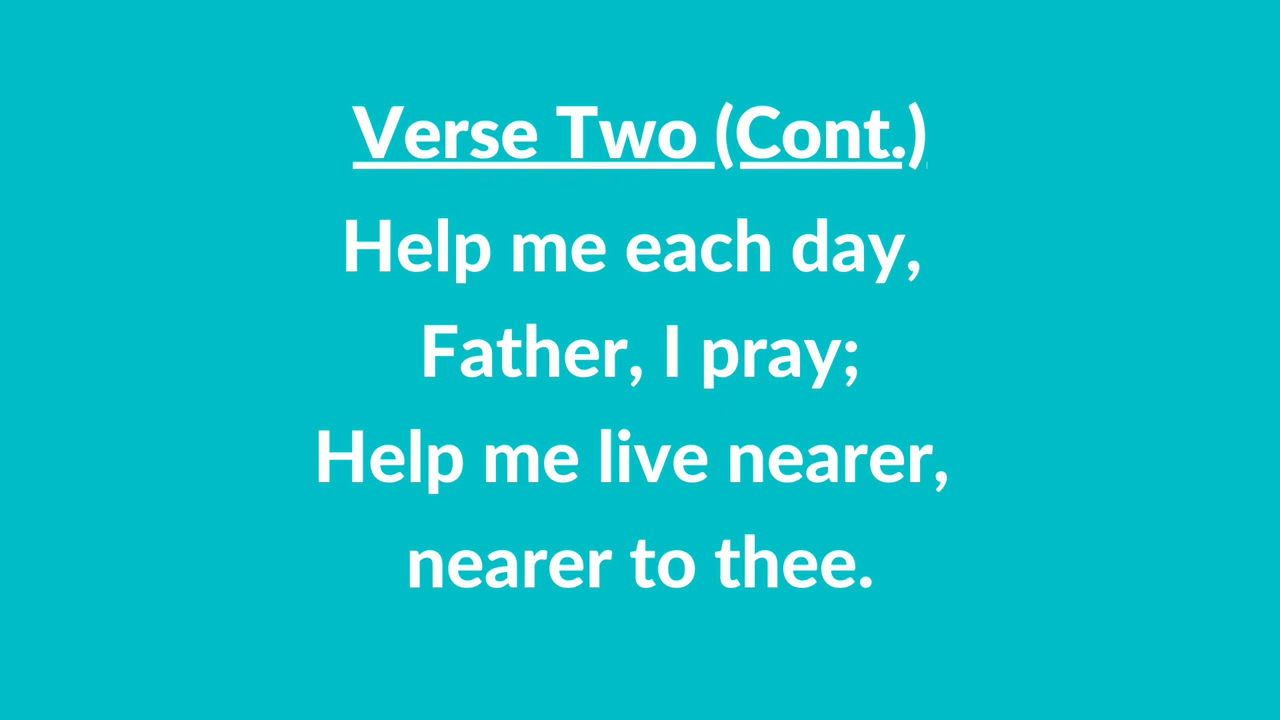 Verse Two (Cont.)
Help me each day,
Father, I pray;
Help me live nearer,
nearer to thee.